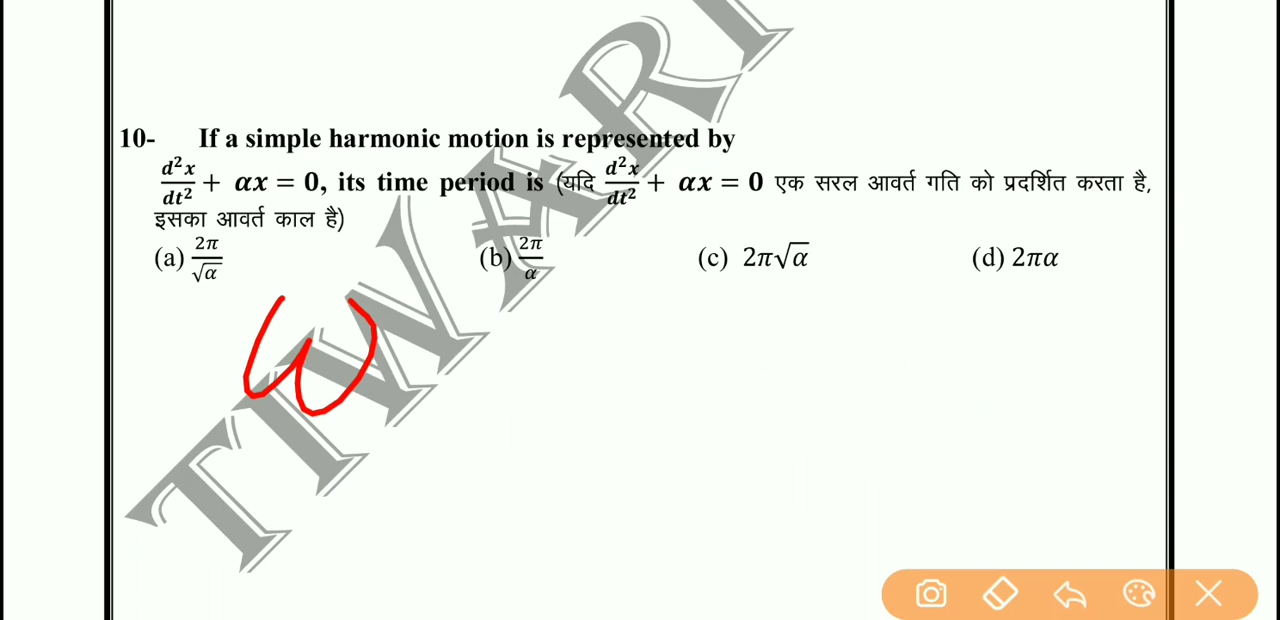 10- If a simple harmonic motion is represented by
d²x/dt² + αx = 0, its time period is (यदि d²x/dt² + αx = 0 एक सरल आवर्त गति को प्रदर्शित करता है,
इसका आवर्त काल है)
(a) 2π/√α (b) 2π/α (c) 2π√α (d) 2πα
ω
TIWARI